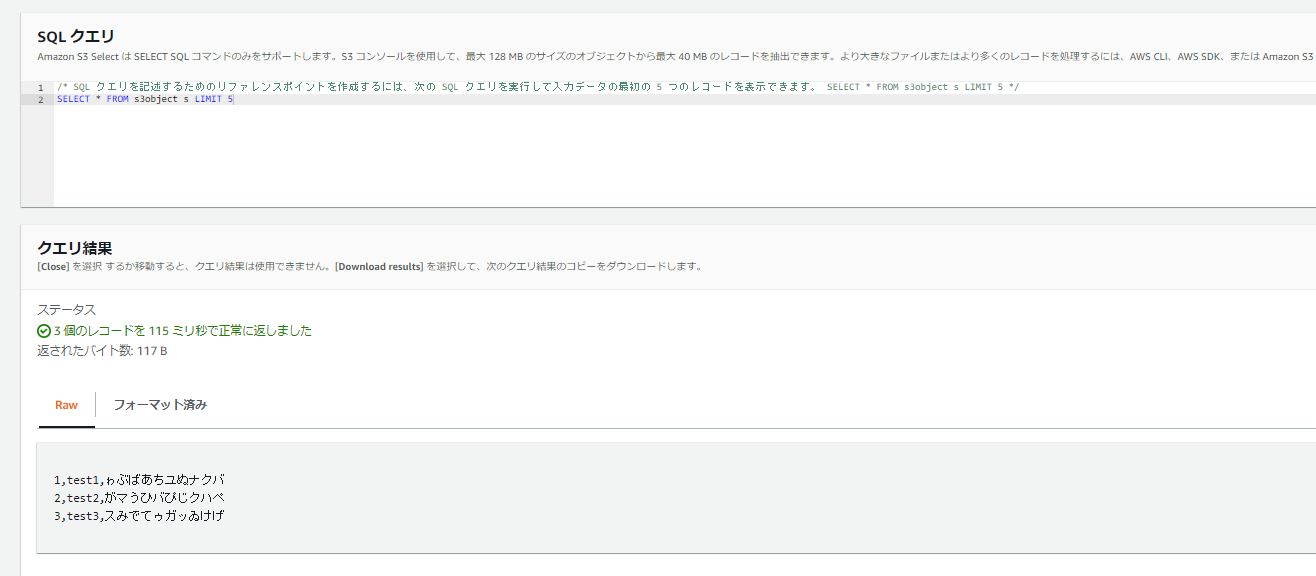 SQL クエリ
Amazon S3 Select は SELECT SQL コマンドのみをサポートします。S3 コンソールを使用して、最大 128 MB のサイズのオブジェクトから最大 40 MB のレコードを抽出できます。より大きなファイルまたはより多くのレコードを処理するには、AWS CLI、AWS SDK、または Amazon S3
1 /* SQL クエリを記述するためのリファレンスポイントを作成するには、次の SQL クエリを実行して入力データの最初の 5 つのレコードを表示できます。 SELECT * FROM s3object s LIMIT 5 */
2 SELECT * FROM s3object s LIMIT 5
クエリ結果
[Close] を選択 するか移動すると、クエリ結果は使用できません。[Download results] を選択して、次のクエリ結果のコピーをダウンロードします。
ステータス
3 個のレコードを 115 ミリ秒で正常に返しました
返されたバイト数: 117 B
Raw フォーマット済み
1,test1,ゎぶばあちユぬナクバ
2,test2,がマうひバぴじクハペ
3,test3,スみでてゥガッゐけげ